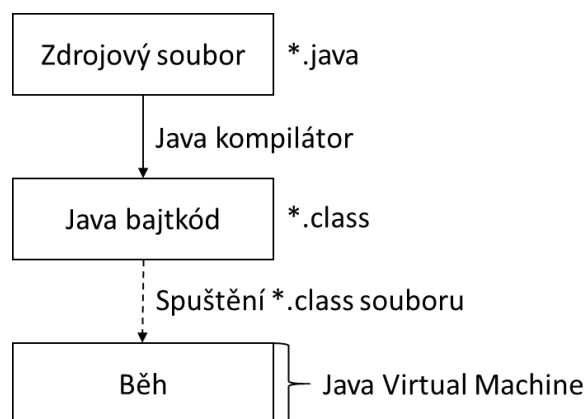 Zdrojový soubor *.java
Java kompilátor
Java bajtkód *.class
Spuštění *.class souboru
Běh Java Virtual Machine